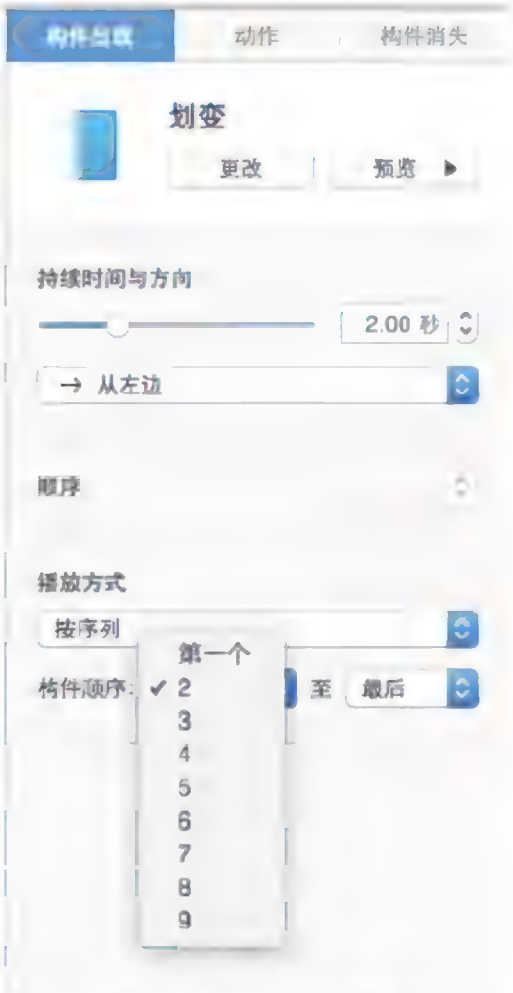 构件出现 动作 构件消失
划变
更改 预览 ▶
持续时间与方向
2.00 秒
→ 从左边
顺序
播放方式
按序列
第一个
构件顺序: ✓ 2 至 最后
3
4
5
6
7
8
9